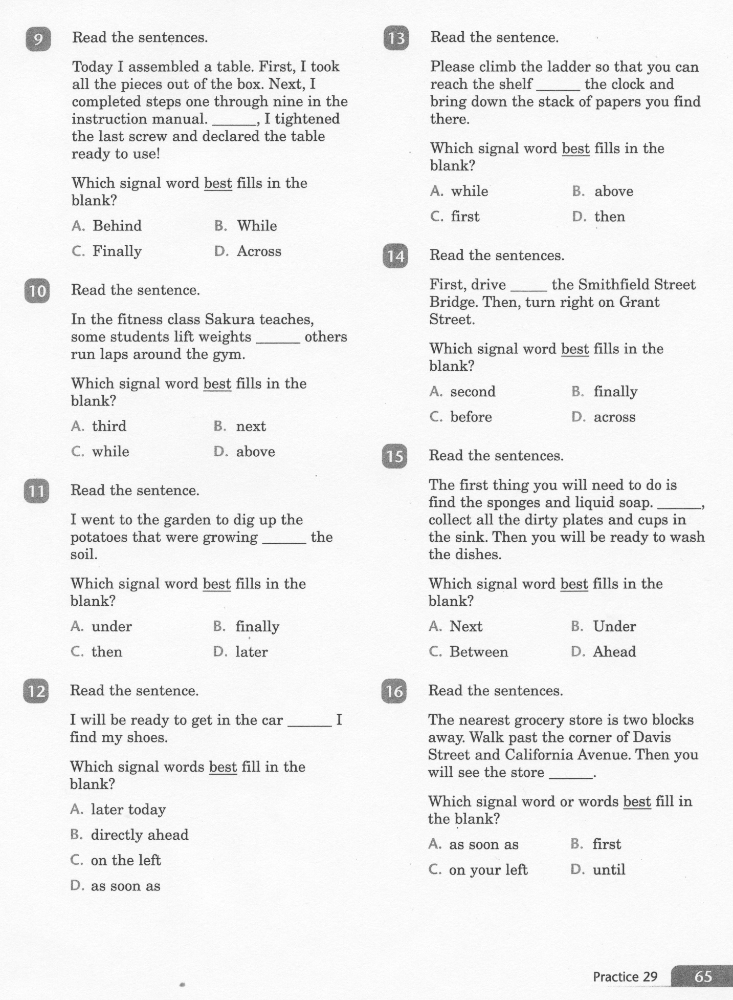 9 Read the sentences.
Today I assembled a table. First, I took
all the pieces out of the box. Next, I
completed steps one through nine in the
instruction manual. ______, I tightened
the last screw and declared the table
ready to use!
Which signal word best fills in the
blank?
A. Behind B. While
C. Finally D. Across
10 Read the sentence.
In the fitness class Sakura teaches,
some students lift weights ______ others
run laps around the gym.
Which signal word best fills in the
blank?
A. third B. next
C. while D. above
11 Read the sentence.
I went to the garden to dig up the
potatoes that were growing ______ the
soil.
Which signal word best fills in the
blank?
A. under B. finally
C. then D. later
12 Read the sentence.
I will be ready to get in the car ______ I
find my shoes.
Which signal words best fill in the
blank?
A. later today
B. directly ahead
C. on the left
D. as soon as
13 Read the sentence.
Please climb the ladder so that you can
reach the shelf ______ the clock and
bring down the stack of papers you find
there.
Which signal word best fills in the
blank?
A. while B. above
C. first D. then
14 Read the sentences.
First, drive _____ the Smithfield Street
Bridge. Then, turn right on Grant
Street.
Which signal word best fills in the
blank?
A. second B. finally
C. before D. across
15 Read the sentences.
The first thing you will need to do is
find the sponges and liquid soap. ______,
collect all the dirty plates and cups in
the sink. Then you will be ready to wash
the dishes.
Which signal word best fills in the
blank?
A. Next B. Under
C. Between D. Ahead
16 Read the sentences.
The nearest grocery store is two blocks
away. Walk past the corner of Davis
Street and California Avenue. Then you
will see the store ______.
Which signal word or words best fill in
the blank?
A. as soon as B. first
C. on your left D. until
Practice 29 65